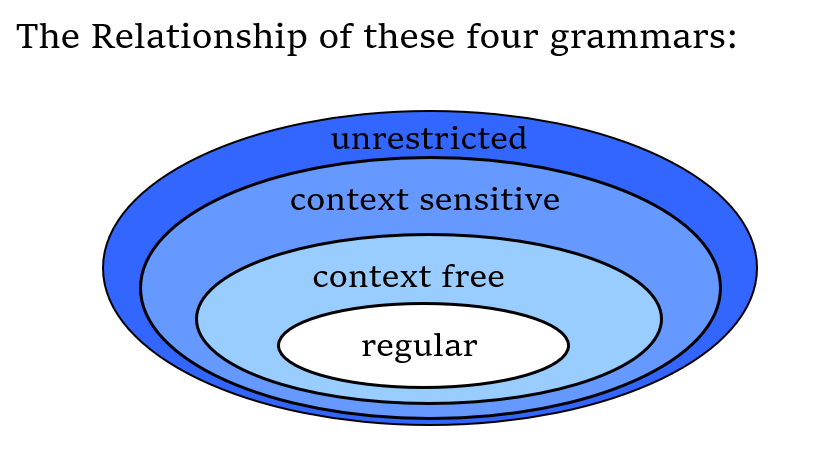 The Relationship of these four grammars:
unrestricted
context sensitive
context free
regular